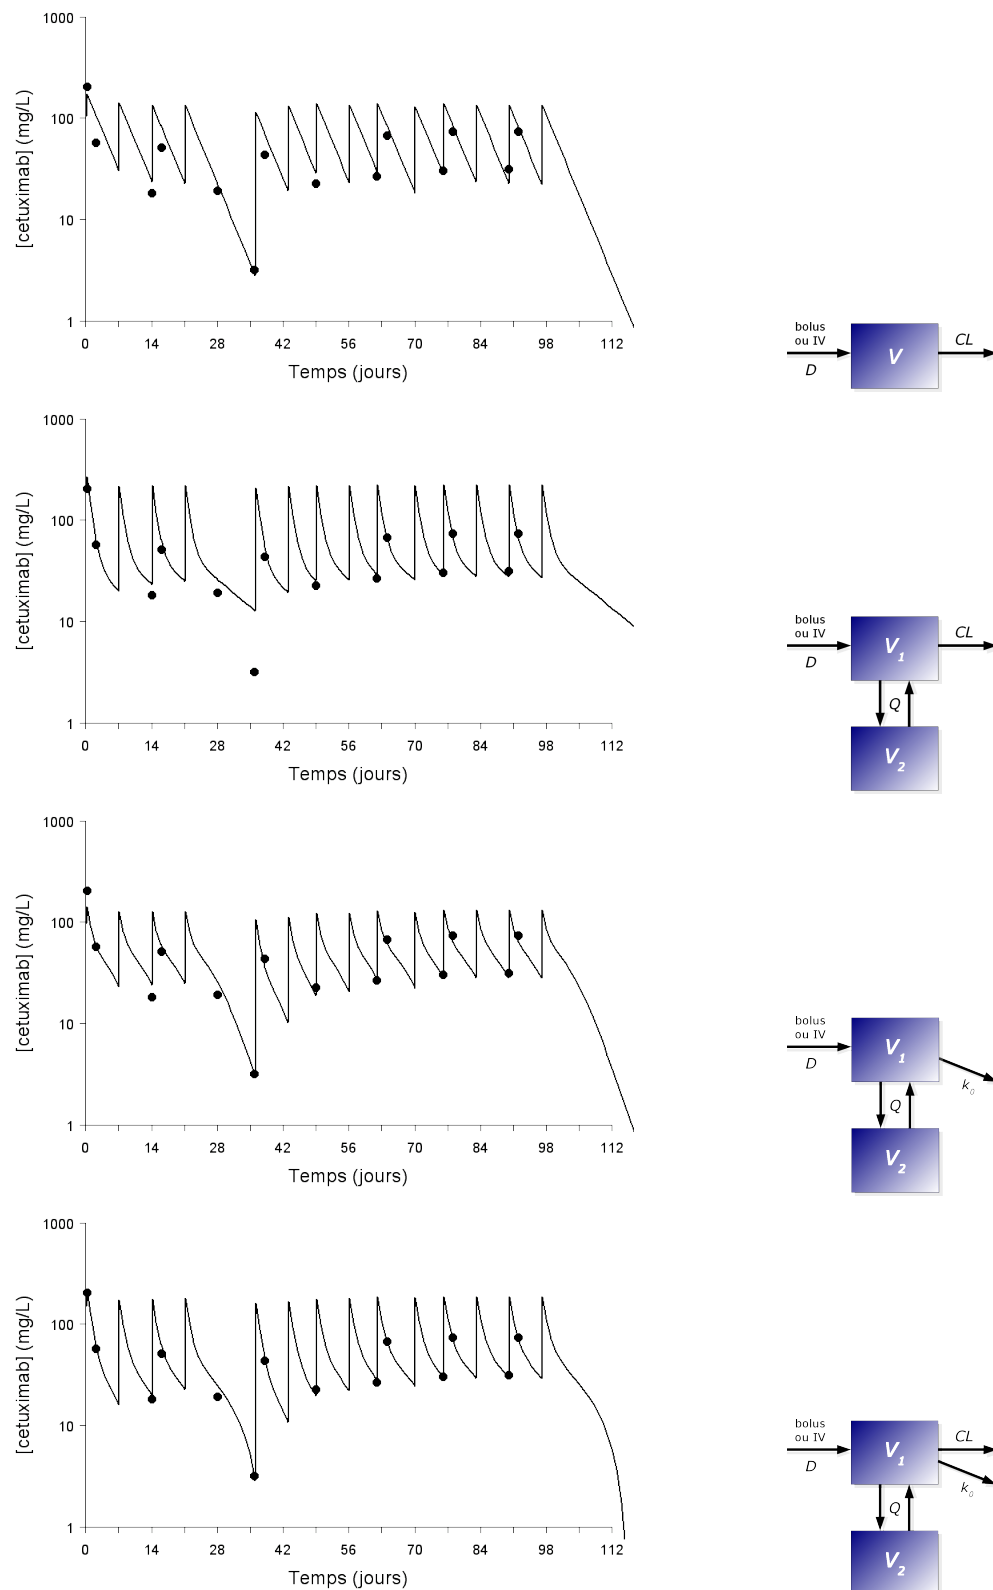 1000
100
10
1
[cetuximab] (mg/L)
0 14 28 42 56 70 84 98 112
Temps (jours)
bolus
ou IV
D
V
CL
1000
100
10
1
[cetuximab] (mg/L)
0 14 28 42 56 70 84 98 112
Temps (jours)
bolus
ou IV
D
V1
CL
Q
V2
1000
100
10
1
[cetuximab] (mg/L)
0 14 28 42 56 70 84 98 112
Temps (jours)
bolus
ou IV
D
V1
k0
Q
V2
1000
100
10
1
[cetuximab] (mg/L)
0 14 28 42 56 70 84 98 112
Temps (jours)
bolus
ou IV
D
V1
CL
k0
Q
V2